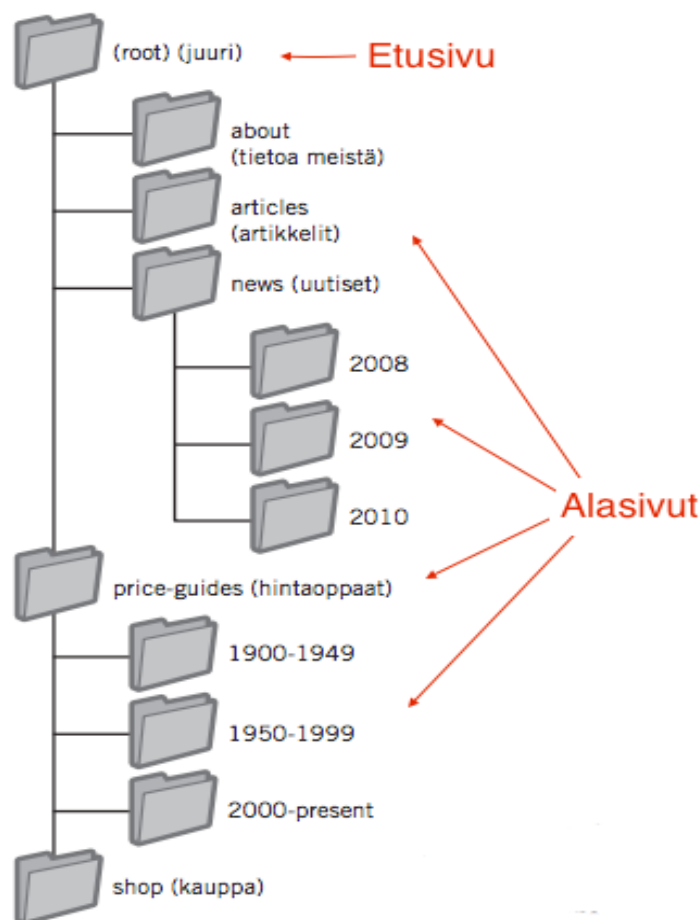 (root) (juuri)
Etusivu
about
(tietoa meistä)
articles
(artikkelit)
news (uutiset)
2008
2009
2010
Alasivut
price-guides (hintaoppaat)
1900-1949
1950-1999
2000-present
shop (kauppa)